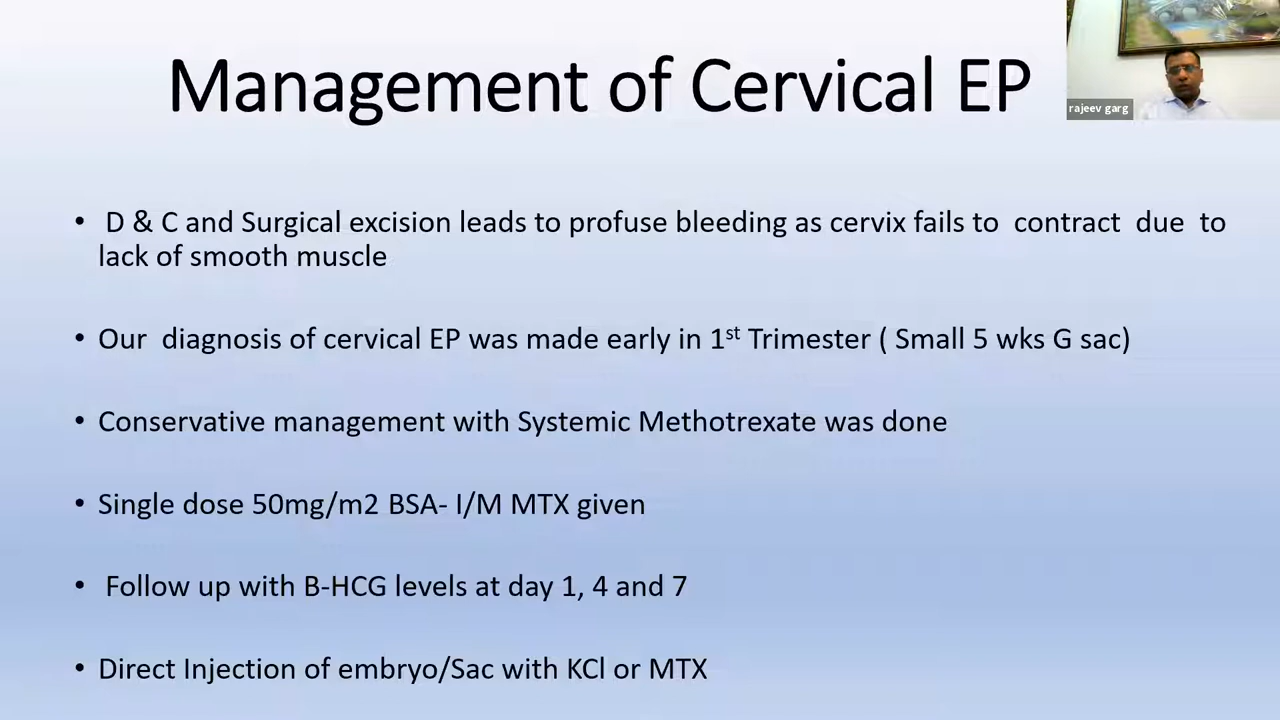 Management of Cervical EP
rajeev garg
• D & C and Surgical excision leads to profuse bleeding as cervix fails to contract due to
lack of smooth muscle
• Our diagnosis of cervical EP was made early in 1st Trimester ( Small 5 wks G sac)
• Conservative management with Systemic Methotrexate was done
• Single dose 50mg/m2 BSA- I/M MTX given
• Follow up with B-HCG levels at day 1, 4 and 7
• Direct Injection of embryo/Sac with KCl or MTX